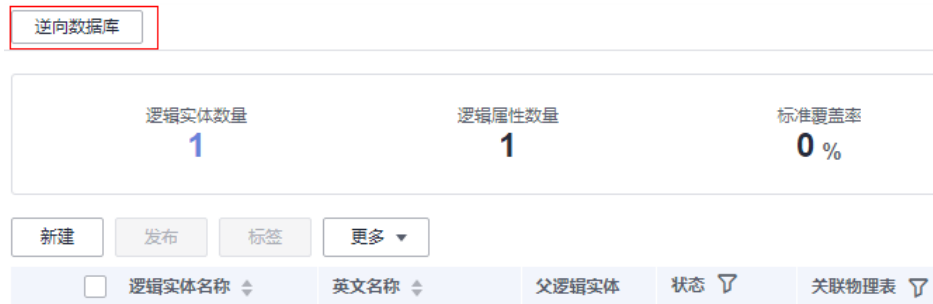 逆向数据库
逻辑实体数量 逻辑属性数量 标准覆盖率
1 1 0 %
新建 发布 标签 更多
逻辑实体名称 英文名称 父逻辑实体 状态 关联物理表